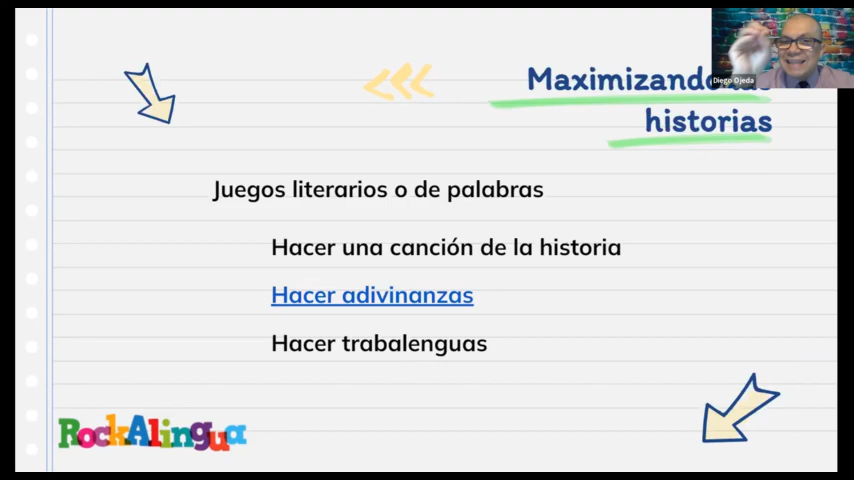 Diego Ojeda
Maximizando
historias
Juegos literarios o de palabras
Hacer una canción de la historia
Hacer adivinanzas
Hacer trabalenguas
RockAlingua